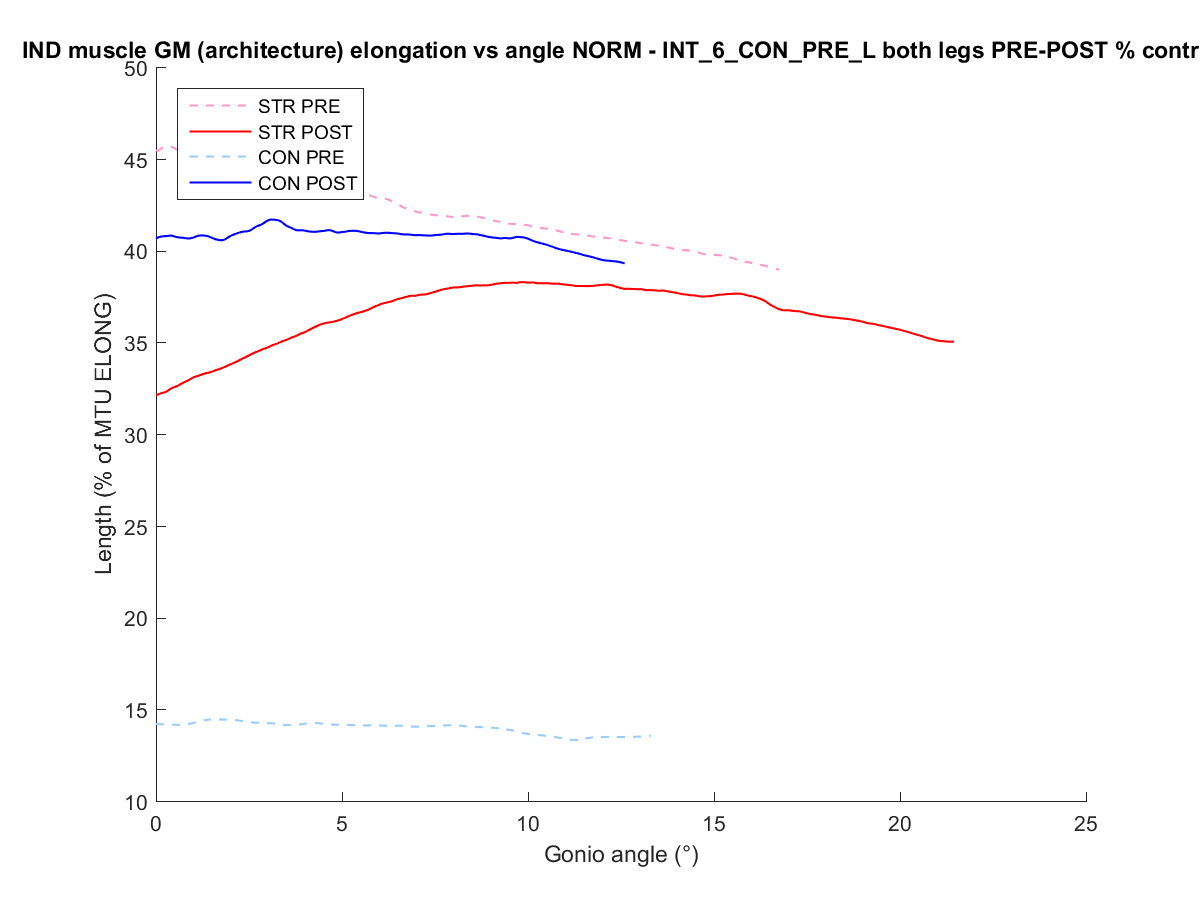 IND muscle GM (architecture) elongation vs angle NORM - INT_6_CON_PRE_L both legs PRE-POST % contr
50
45
40
35
30
25
20
15
10
Length (% of MTU ELONG)
STR PRE
STR POST
CON PRE
CON POST
0
5
10
15
20
25
Gonio angle (°)